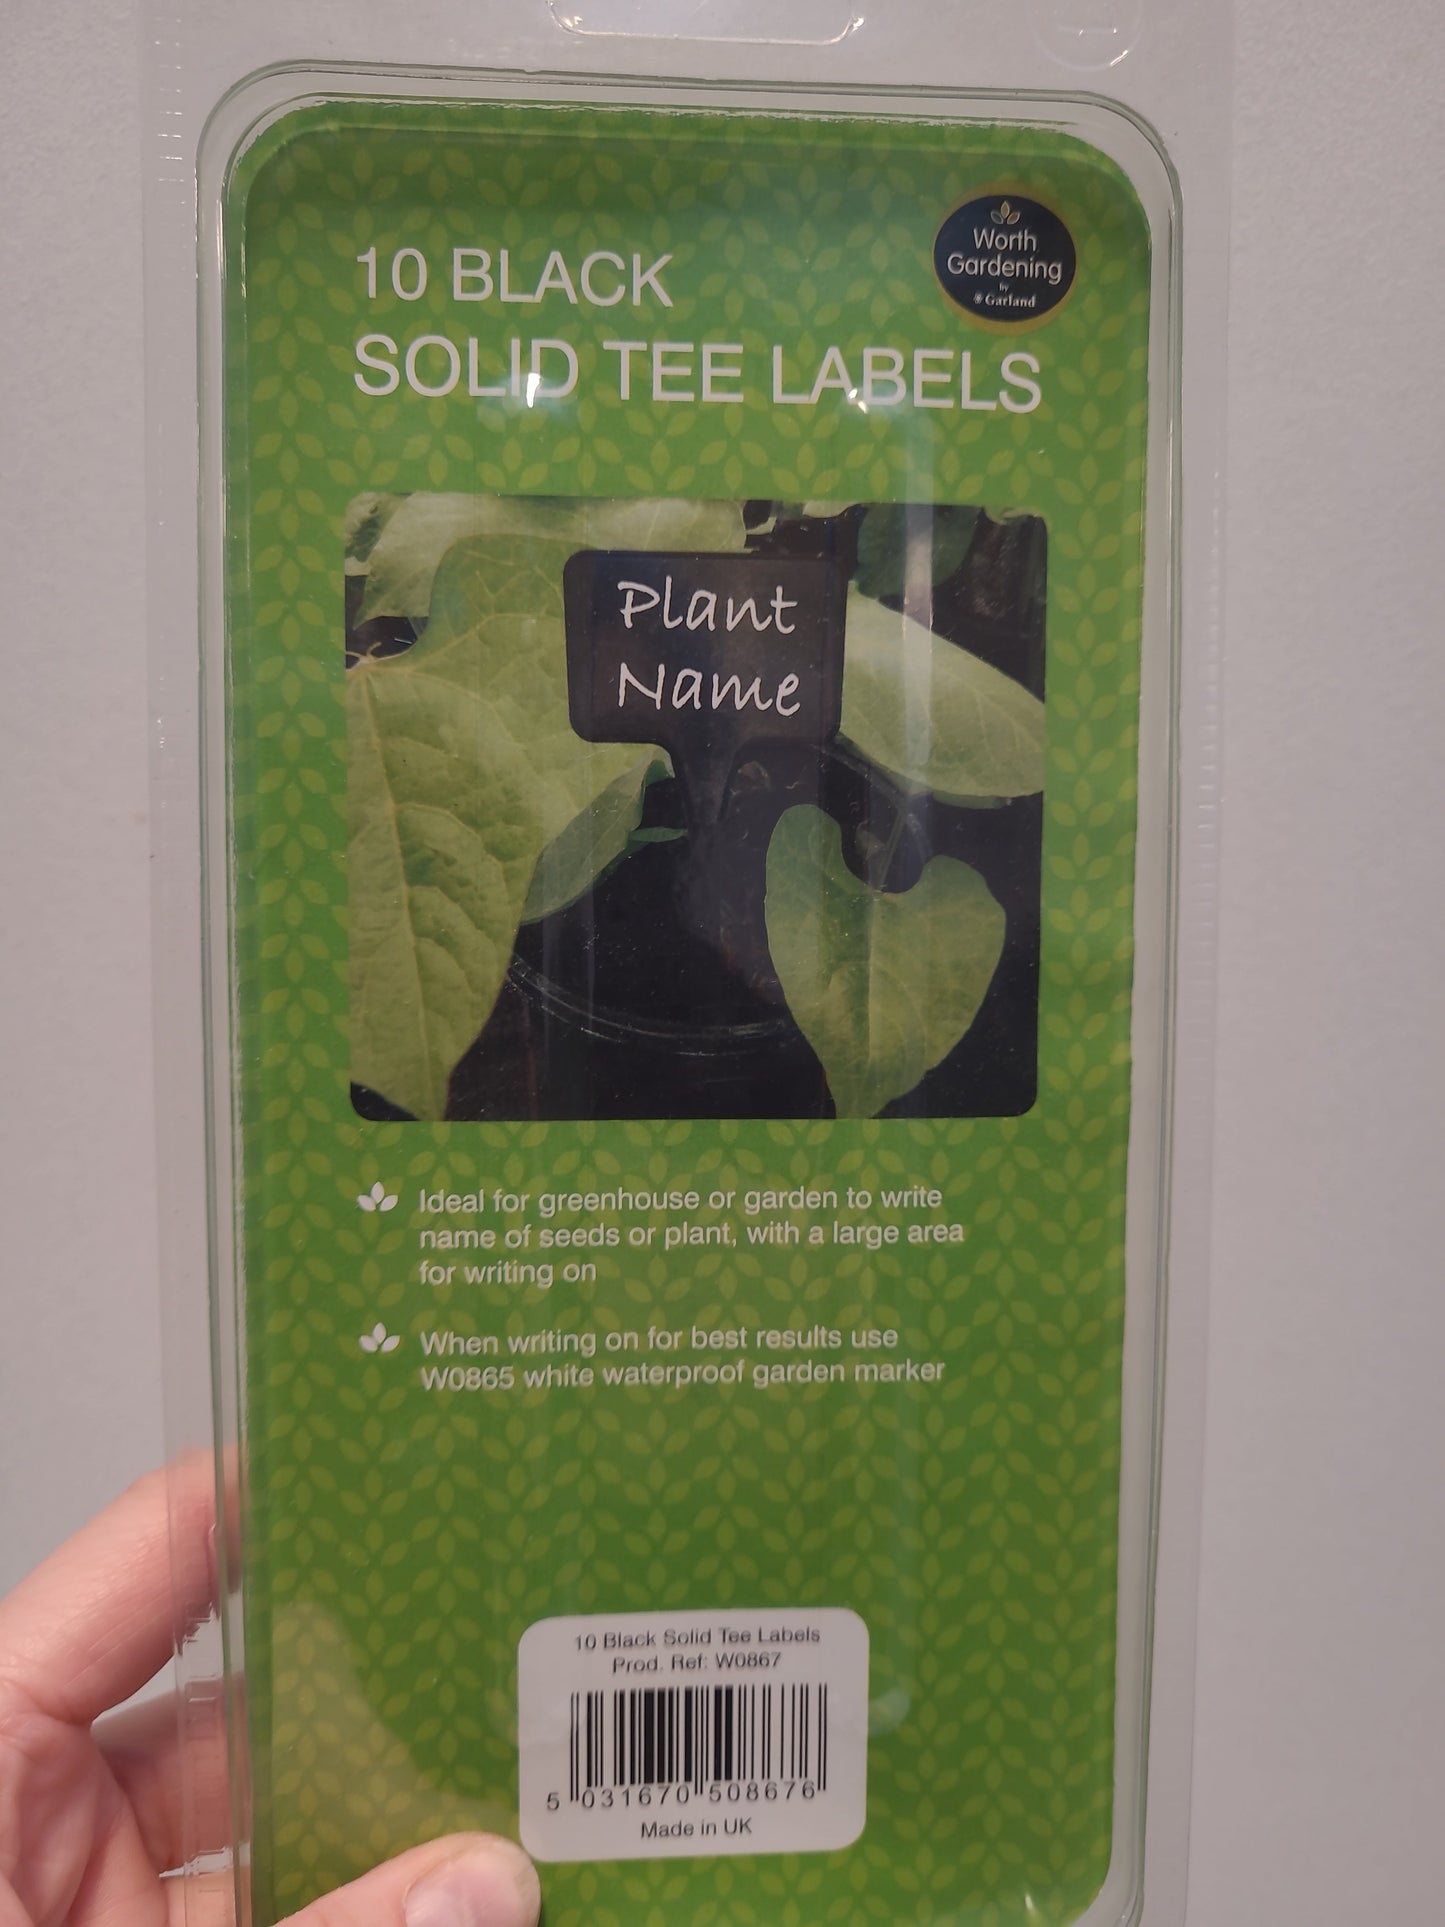 Worth
Gardening
by
Garland
10 BLACK
SOLID TEE LABELS
Plant
Name
Ideal for greenhouse or garden to write
name of seeds or plant, with a large area
for writing on
When writing on for best results use
W0865 white waterproof garden marker
10 Black Solid Tee Labels
Prod. Ref: W0867
5 031670 508676
Made in UK